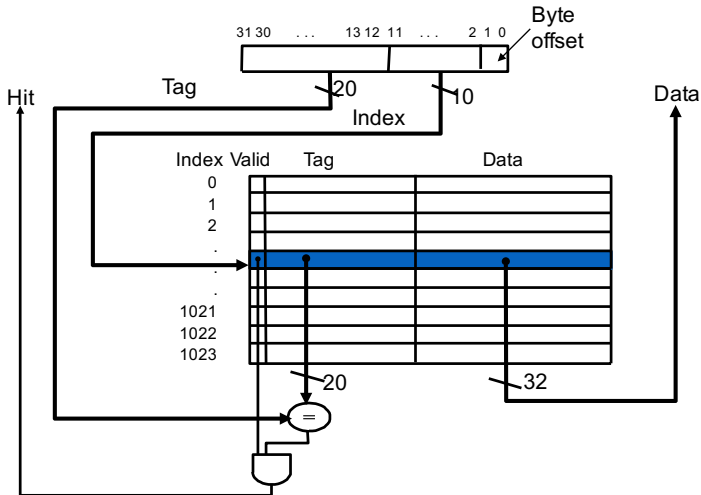 Byte
offset
31 30 . . . 13 12 11 . . . 2 1 0
Tag
20
10
Hit
Index
Data
Index Valid Tag Data
0
1
2
.
.
.
1021
1022
1023
20
32
=